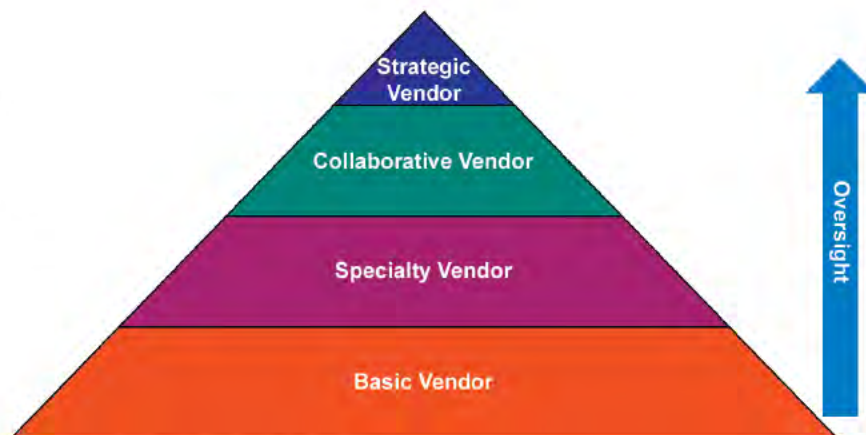 Strategic
Vendor
Collaborative Vendor
Specialty Vendor
Basic Vendor
Oversight